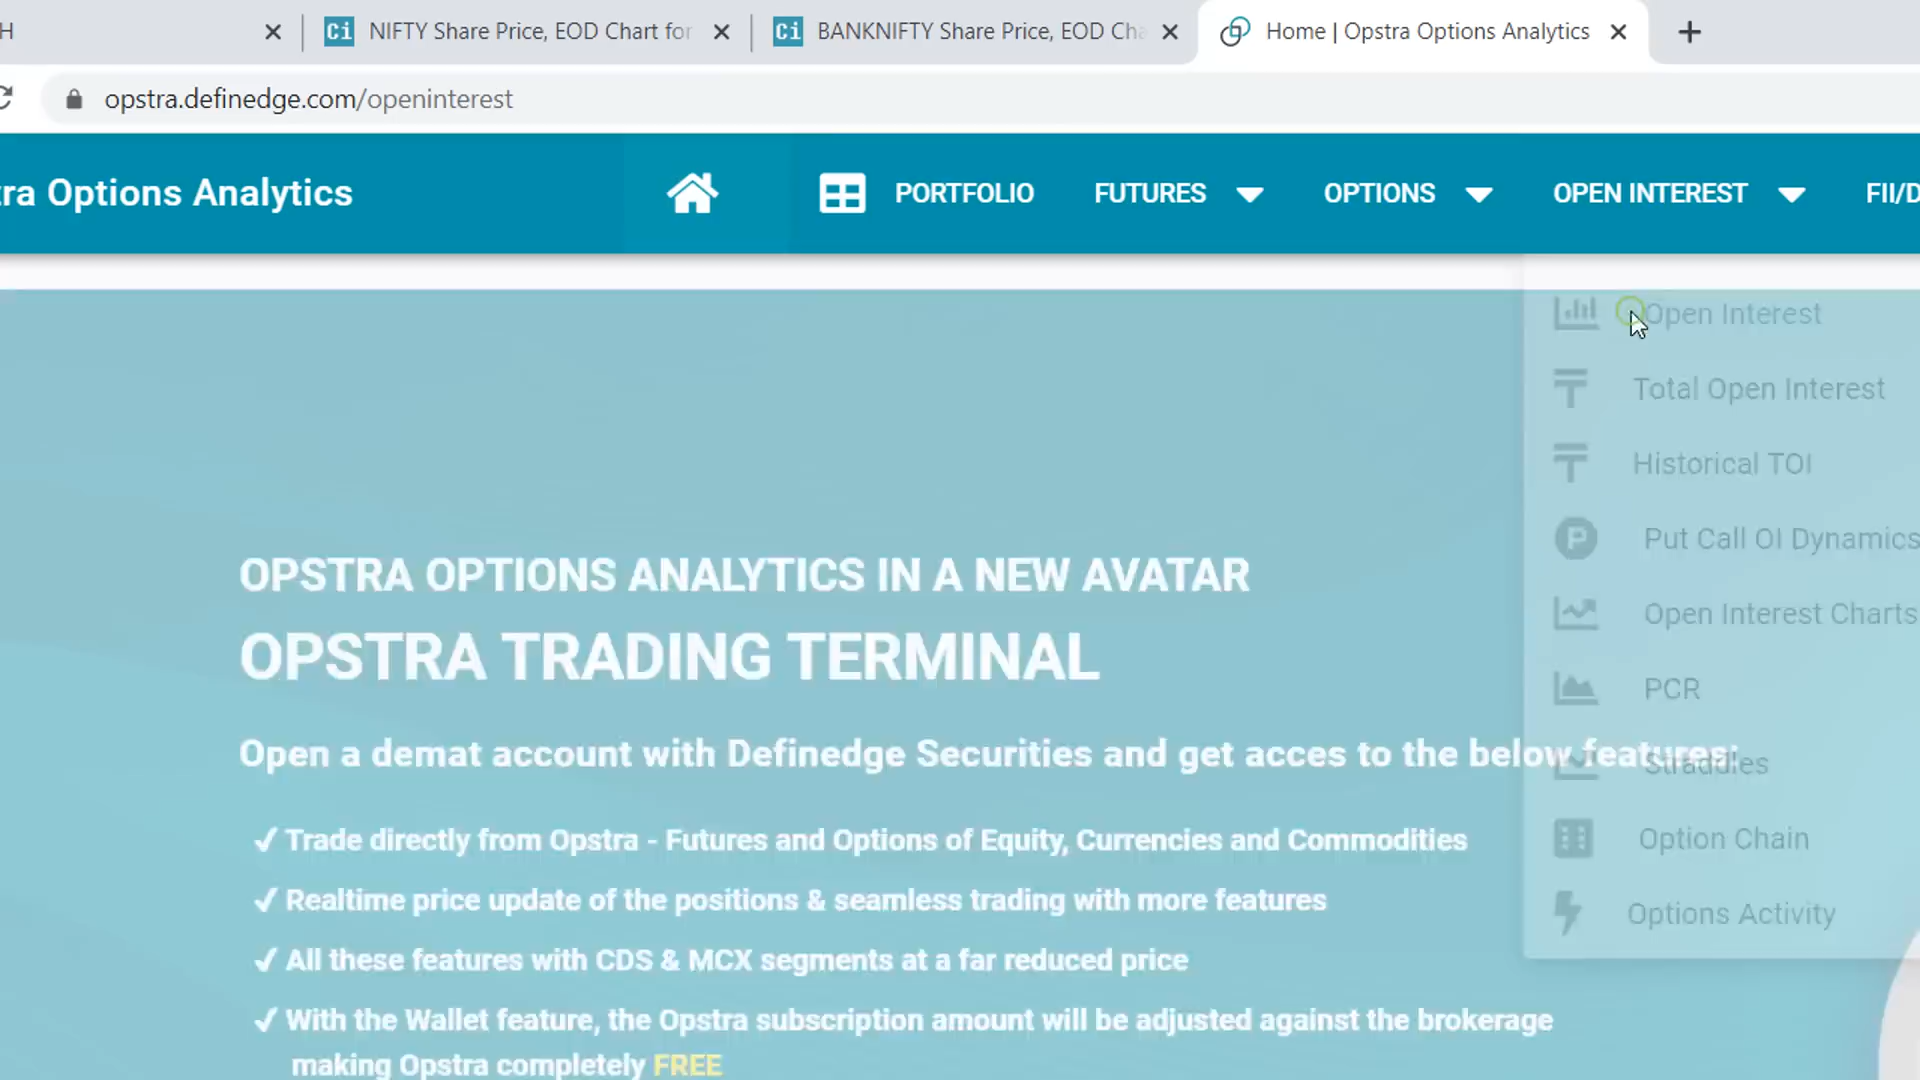 H
Ci NIFTY Share Price, EOD Chart for
Ci BANKNIFTY Share Price, EOD Cha
Home | Opstra Options Analytics
opstra.definedge.com/openinterest
tra Options Analytics
PORTFOLIO
FUTURES
OPTIONS
OPEN INTEREST
FII/D
Open Interest
Total Open Interest
Historical TOI
P Put Call OI Dynamics
Open Interest Charts
PCR
Straddles
Option Chain
Options Activity
OPSTRA OPTIONS ANALYTICS IN A NEW AVATAR
OPSTRA TRADING TERMINAL
Open a demat account with Definedge Securities and get acces to the below features:
✓ Trade directly from Opstra - Futures and Options of Equity, Currencies and Commodities
✓ Realtime price update of the positions & seamless trading with more features
✓ All these features with CDS & MCX segments at a far reduced price
✓ With the Wallet feature, the Opstra subscription amount will be adjusted against the brokerage
making Opstra completely FREE